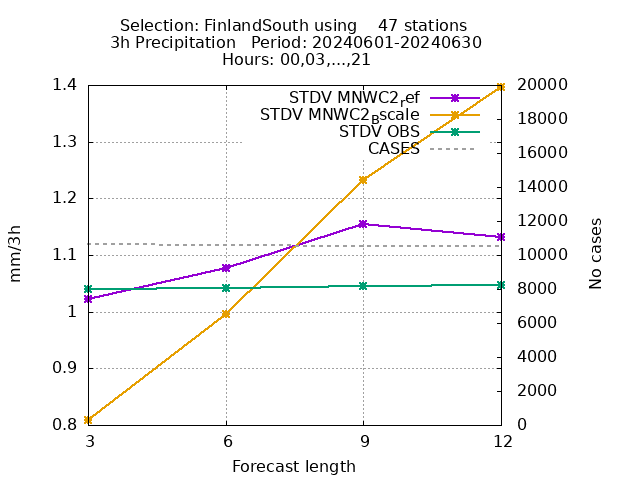 Selection: FinlandSouth using 47 stations
3h Precipitation Period: 20240601-20240630
Hours: 00,03,...,21
STDV MNWC2ref
STDV MNWC2Bscale
STDV OBS
CASES
mm/3h
1.4
1.3
1.2
1.1
1
0.9
0.8
No cases
20000
18000
16000
14000
12000
10000
8000
6000
4000
2000
0
3 6 9 12
Forecast length